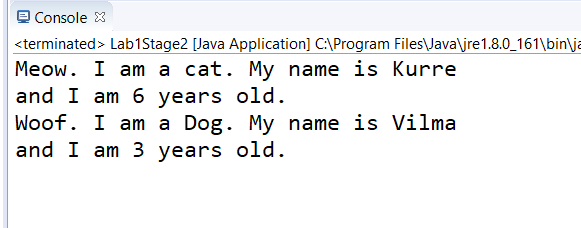 Console
<terminated> Lab1Stage2 [Java Application] C:\Program Files\Java\jre1.8.0_161\bin\ja
Meow. I am a cat. My name is Kurre
and I am 6 years old.
Woof. I am a Dog. My name is Vilma
and I am 3 years old.